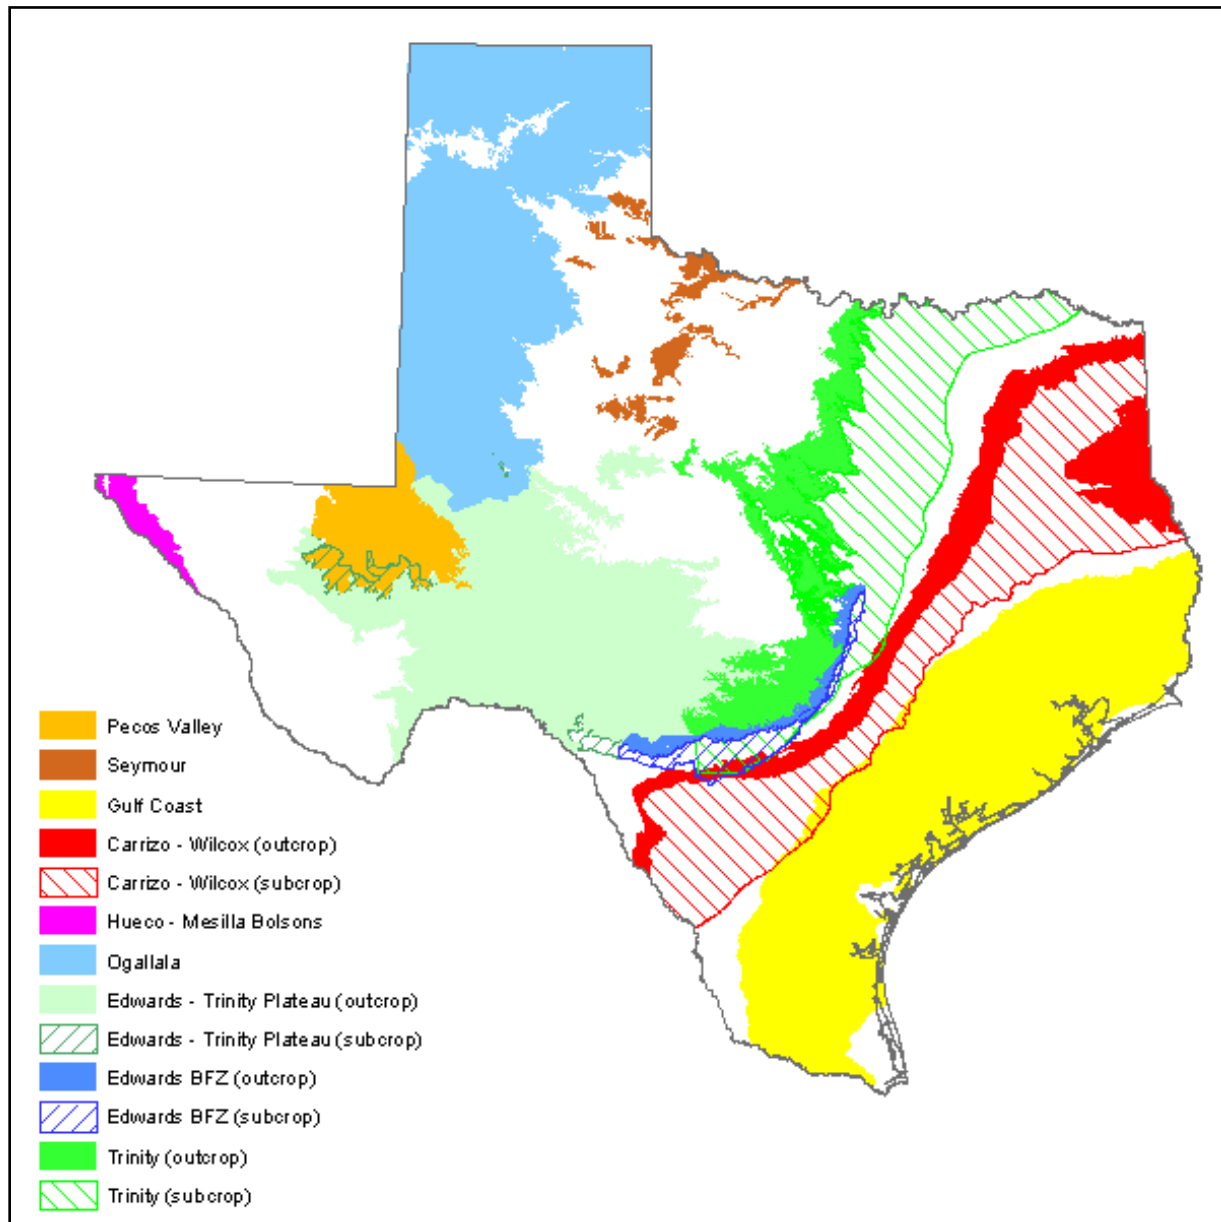 Pecos Valley
Seymour
Gulf Coast
Carrizo - Wilcox (outcrop)
Carrizo - Wilcox (subcrop)
Hueco - Mesilla Bolsons
Ogallala
Edwards - Trinity Plateau (outcrop)
Edwards - Trinity Plateau (subcrop)
Edwards BFZ (outcrop)
Edwards BFZ (subcrop)
Trinity (outcrop)
Trinity (subcrop)